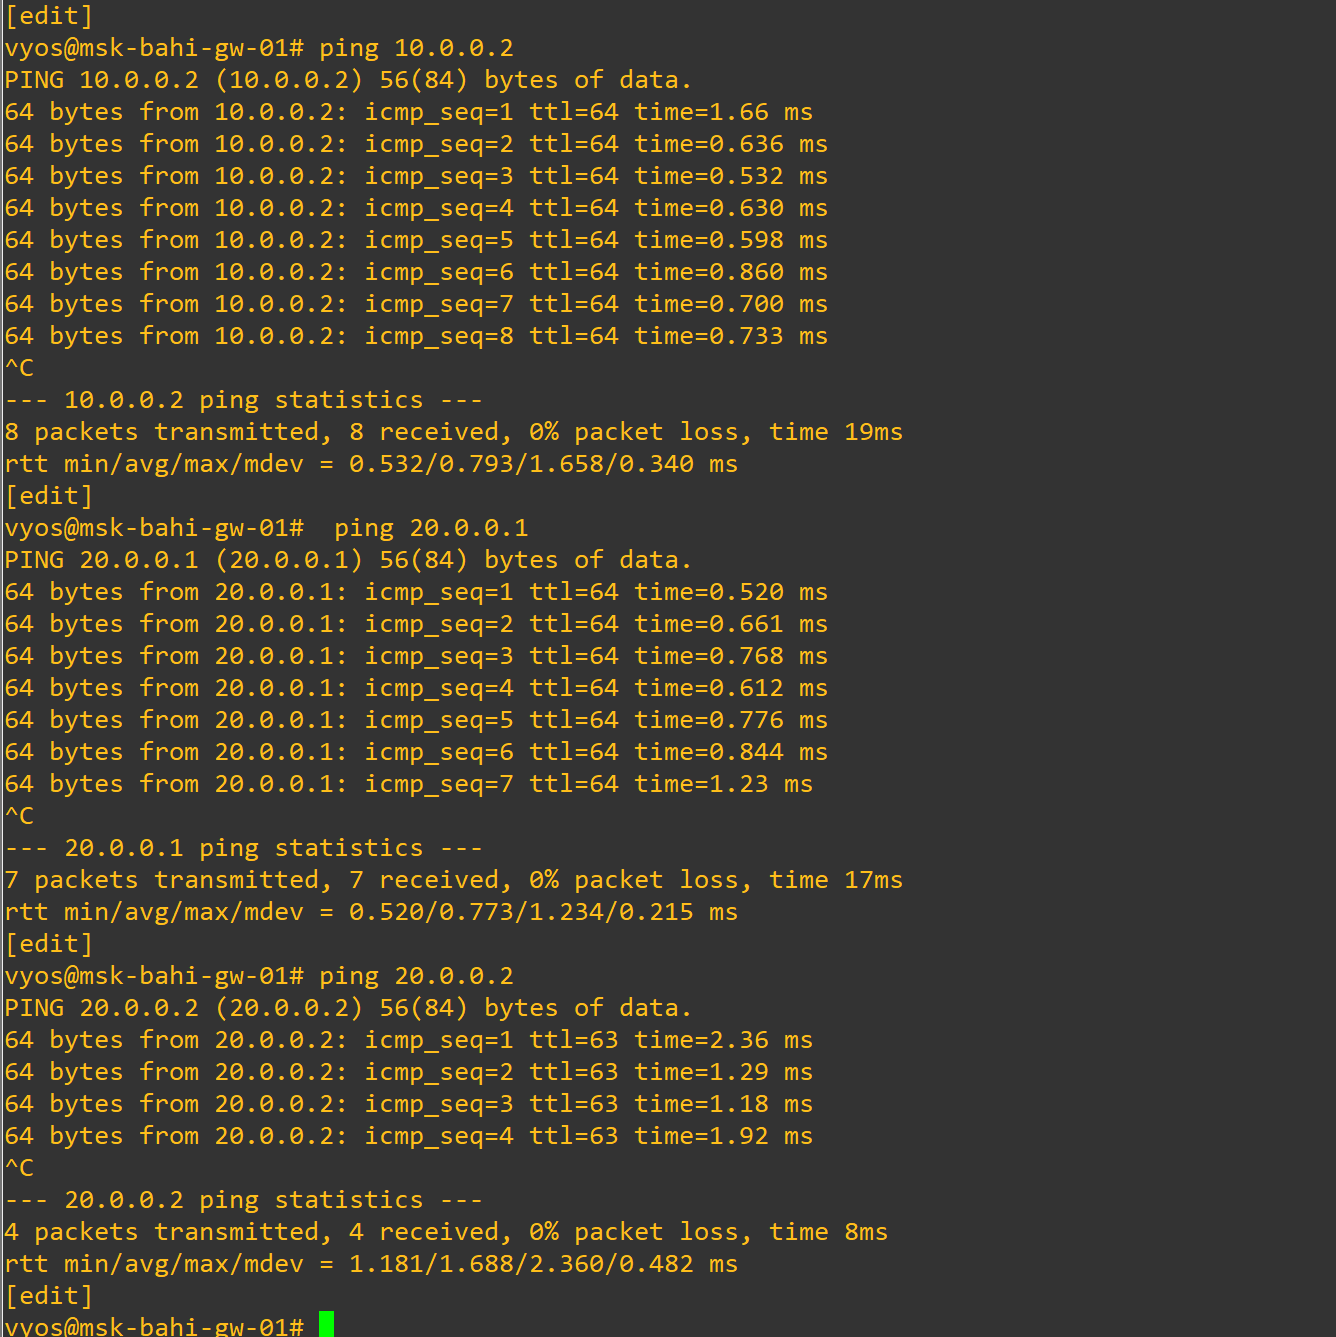 [edit]
vyos@msk-bahi-gw-01# ping 10.0.0.2
PING 10.0.0.2 (10.0.0.2) 56(84) bytes of data.
64 bytes from 10.0.0.2: icmp_seq=1 ttl=64 time=1.66 ms
64 bytes from 10.0.0.2: icmp_seq=2 ttl=64 time=0.636 ms
64 bytes from 10.0.0.2: icmp_seq=3 ttl=64 time=0.532 ms
64 bytes from 10.0.0.2: icmp_seq=4 ttl=64 time=0.630 ms
64 bytes from 10.0.0.2: icmp_seq=5 ttl=64 time=0.598 ms
64 bytes from 10.0.0.2: icmp_seq=6 ttl=64 time=0.860 ms
64 bytes from 10.0.0.2: icmp_seq=7 ttl=64 time=0.700 ms
64 bytes from 10.0.0.2: icmp_seq=8 ttl=64 time=0.733 ms
^C
--- 10.0.0.2 ping statistics ---
8 packets transmitted, 8 received, 0% packet loss, time 19ms
rtt min/avg/max/mdev = 0.532/0.793/1.658/0.340 ms
[edit]
vyos@msk-bahi-gw-01#  ping 20.0.0.1
PING 20.0.0.1 (20.0.0.1) 56(84) bytes of data.
64 bytes from 20.0.0.1: icmp_seq=1 ttl=64 time=0.520 ms
64 bytes from 20.0.0.1: icmp_seq=2 ttl=64 time=0.661 ms
64 bytes from 20.0.0.1: icmp_seq=3 ttl=64 time=0.768 ms
64 bytes from 20.0.0.1: icmp_seq=4 ttl=64 time=0.612 ms
64 bytes from 20.0.0.1: icmp_seq=5 ttl=64 time=0.776 ms
64 bytes from 20.0.0.1: icmp_seq=6 ttl=64 time=0.844 ms
64 bytes from 20.0.0.1: icmp_seq=7 ttl=64 time=1.23 ms
^C
--- 20.0.0.1 ping statistics ---
7 packets transmitted, 7 received, 0% packet loss, time 17ms
rtt min/avg/max/mdev = 0.520/0.773/1.234/0.215 ms
[edit]
vyos@msk-bahi-gw-01# ping 20.0.0.2
PING 20.0.0.2 (20.0.0.2) 56(84) bytes of data.
64 bytes from 20.0.0.2: icmp_seq=1 ttl=63 time=2.36 ms
64 bytes from 20.0.0.2: icmp_seq=2 ttl=63 time=1.29 ms
64 bytes from 20.0.0.2: icmp_seq=3 ttl=63 time=1.18 ms
64 bytes from 20.0.0.2: icmp_seq=4 ttl=63 time=1.92 ms
^C
--- 20.0.0.2 ping statistics ---
4 packets transmitted, 4 received, 0% packet loss, time 8ms
rtt min/avg/max/mdev = 1.181/1.688/2.360/0.482 ms
[edit]
vyos@msk-bahi-gw-01#